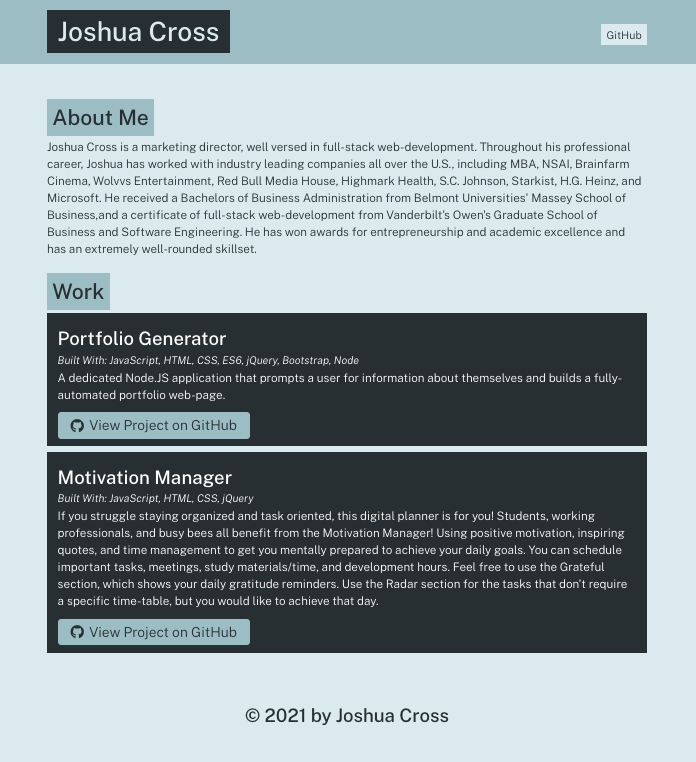 Joshua Cross
GitHub
About Me
Joshua Cross is a marketing director, well versed in full-stack web-development. Throughout his professional
career, Joshua has worked with industry leading companies all over the U.S., including MBA, NSAI, Brainfarm
Cinema, Wolvvs Entertainment, Red Bull Media House, Highmark Health, S.C. Johnson, Starkist, H.G. Heinz, and
Microsoft. He received a Bachelors of Business Administration from Belmont Universities' Massey School of
Business,and a certificate of full-stack web-development from Vanderbilt's Owen's Graduate School of
Business and Software Engineering. He has won awards for entrepreneurship and academic excellence and
has an extremely well-rounded skillset.
Work
Portfolio Generator
Built With: JavaScript, HTML, CSS, ES6, jQuery, Bootstrap, Node
A dedicated Node.JS application that prompts a user for information about themselves and builds a fully-
automated portfolio web-page.
View Project on GitHub
Motivation Manager
Built With: JavaScript, HTML, CSS, jQuery
If you struggle staying organized and task oriented, this digital planner is for you! Students, working
professionals, and busy bees all benefit from the Motivation Manager! Using positive motivation, inspiring
quotes, and time management to get you mentally prepared to achieve your daily goals. You can schedule
important tasks, meetings, study materials/time, and development hours. Feel free to use the Grateful
section, which shows your daily gratitude reminders. Use the Radar section for the tasks that don't require
a specific time-table, but you would like to achieve that day.
View Project on GitHub
© 2021 by Joshua Cross